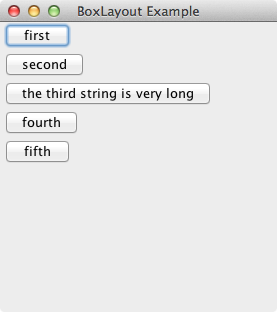 BoxLayout Example
first
second
the third string is very long
fourth
fifth